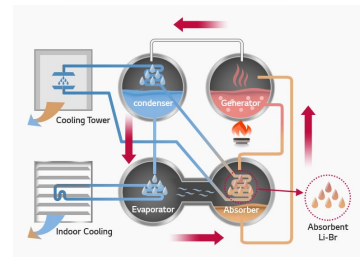 condenser
Generator
Cooling Tower
Evaporator
Absorber
Indoor Cooling
Absorbent
Li-Br